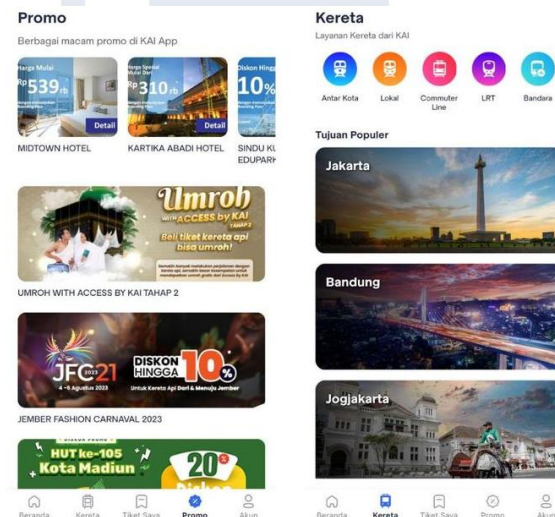 Promo
Berbagai macam promo di KAI App
Harga Mulai
Rp539rb
Detail
MIDTOWN HOTEL
Harga Spesial
Mulai Dari
Rp310rb
Detail
KARTIKA ABADI HOTEL
Diskon Hingg
10%
SINDU KU
EDUPARK
Umroh
WITH ACCESS by KAI
TAHAP 2
Beli tiket kereta api
bisa umroh!
UMROH WITH ACCESS BY KAI TAHAP 2
JFC 2023 21
4 - 6 Agustus 2023
DISKON
HINGGA 10%
Untuk Kereta Api Dari & Menuju Jember
JEMBER FASHION CARNAVAL 2023
HUT ke-105
Kota Madiun
20%
Diskon
Beranda
Kereta
Tiket Saya
Promo
Akun
Kereta
Layanan Kereta dari KAI
Antar Kota
Lokal
Commuter
Line
LRT
Bandara
Tujuan Populer
Jakarta
Bandung
Jogjakarta
Beranda
Kereta
Tiket Saya
Promo
Akun